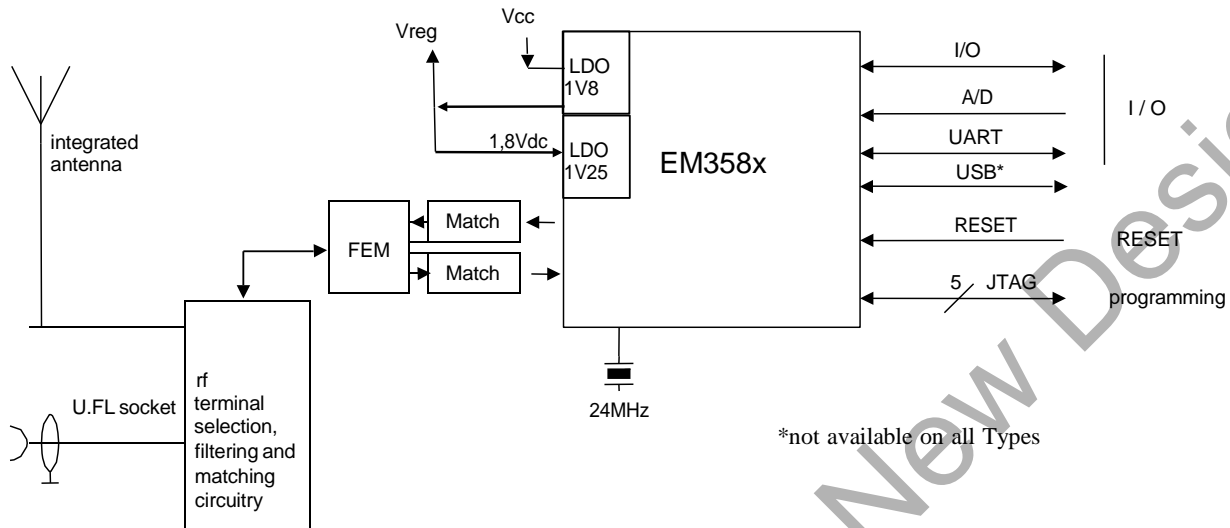 Vreg
Vcc
LDO
1V8
1,8Vdc
LDO
1V25
EM358x
I/O
A/D
UART
USB*
RESET
5
JTAG
I / O
RESET
programming
integrated
antenna
FEM
Match
Match
24MHz
U.FL socket
rf
terminal
selection,
filtering and
matching
circuitry
*not available on all Types
New